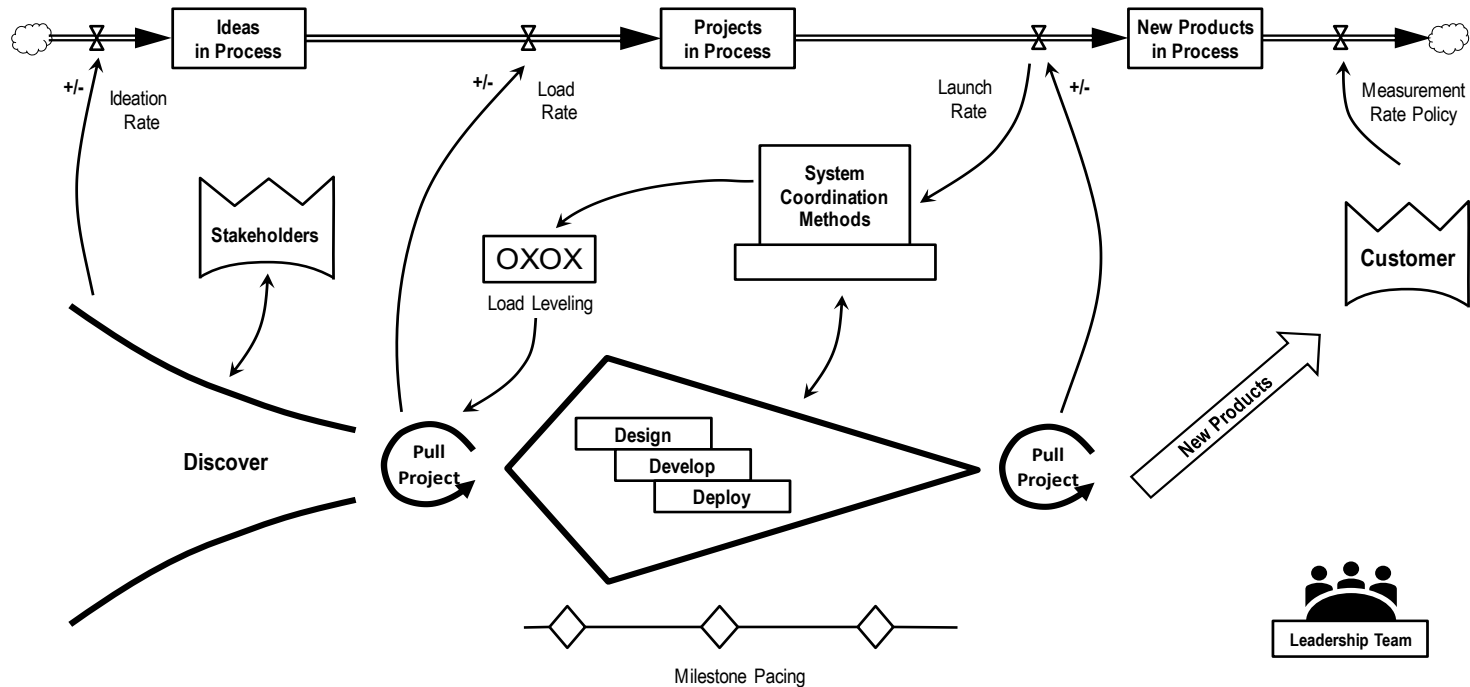 Ideas
in Process
Projects
in Process
New Products
in Process
+/-
Ideation
Rate
+/-
Load
Rate
Launch
Rate
+/-
Measurement
Rate Policy
Stakeholders
System
Coordination
Methods
OXOX
Load Leveling
Customer
Discover
Pull
Project
Design
Develop
Deploy
Pull
Project
New Products
Milestone Pacing
Leadership Team